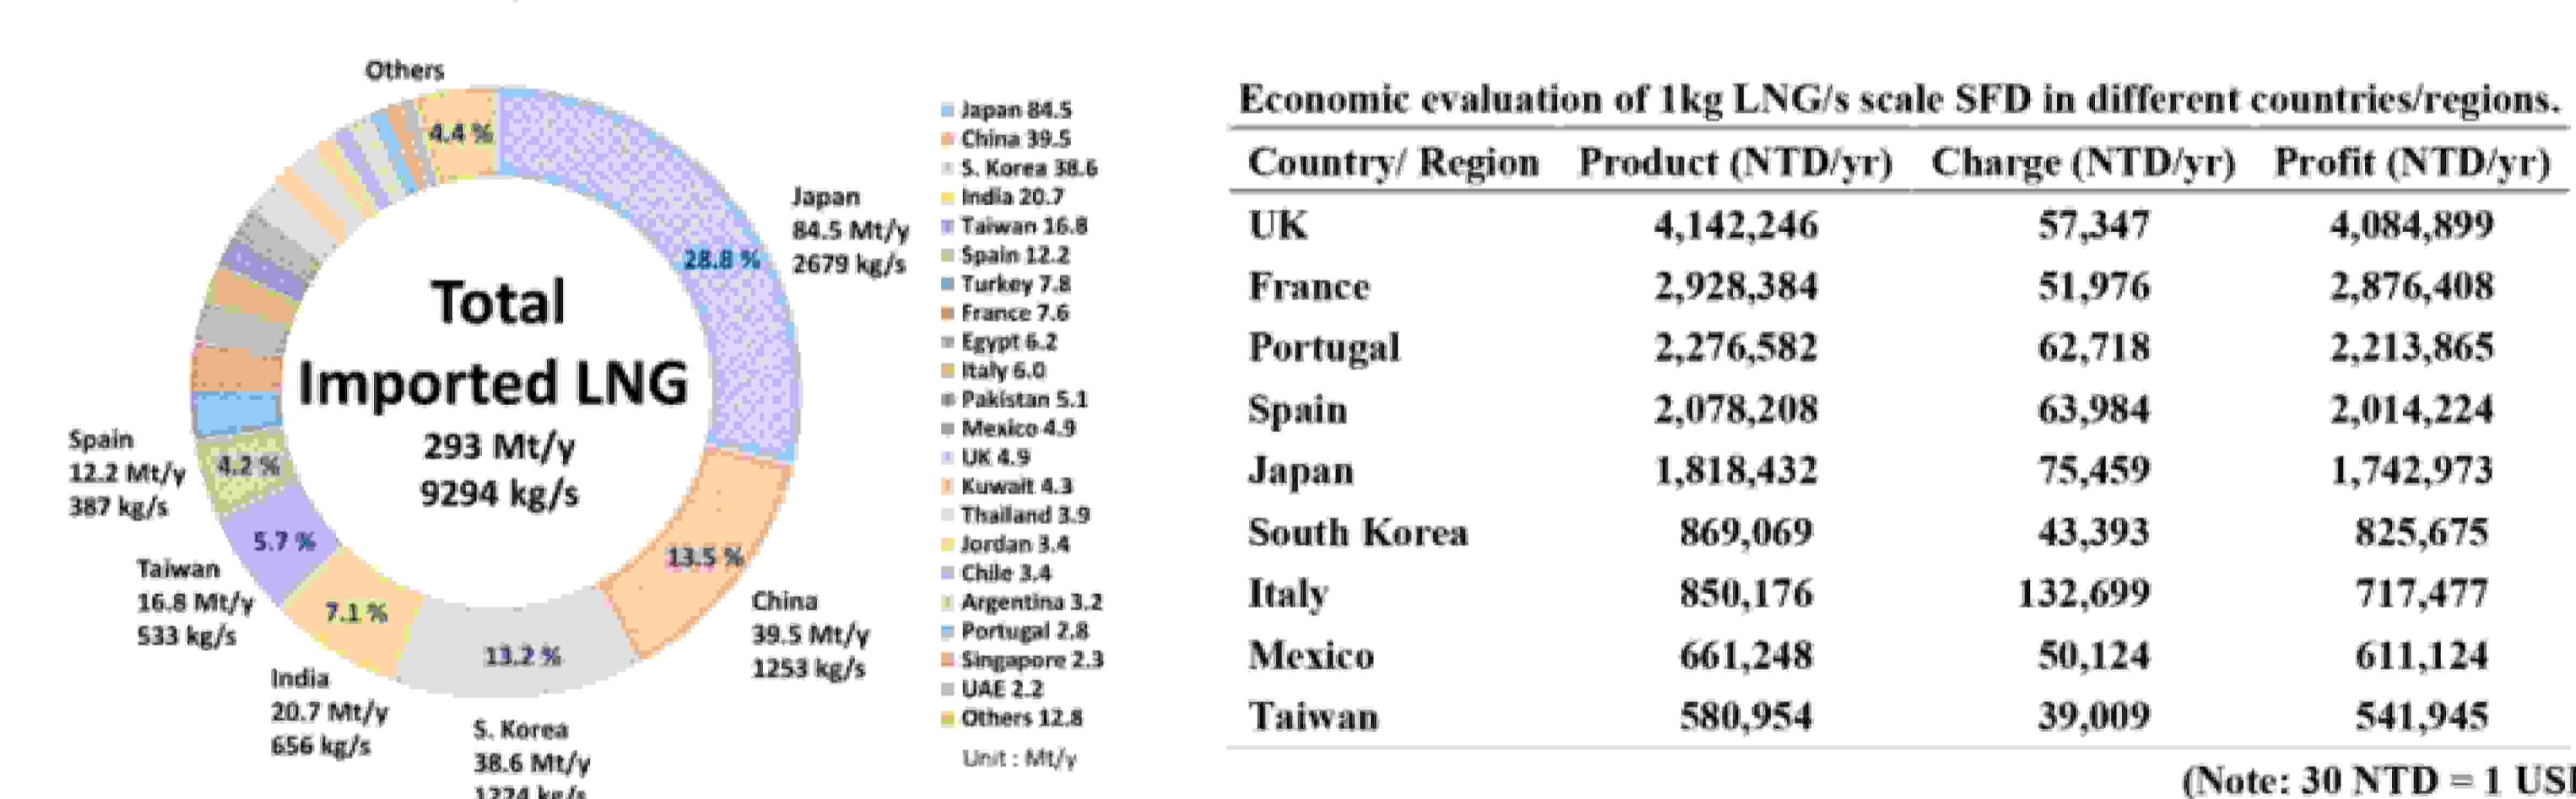 Others
4.4 %
Japan
84.5 Mt/y
2679 kg/s
28.8 %
Total
Imported LNG
293 Mt/y
9294 kg/s
Spain
12.2 Mt/y
387 kg/s
4.2 %
5.7 %
Taiwan
16.8 Mt/y
533 kg/s
7.1 %
India
20.7 Mt/y
656 kg/s
13.2 %
S. Korea
38.6 Mt/y
1224 kg/s
13.5 %
China
39.5 Mt/y
1253 kg/s
Japan 84.5
China 39.5
S. Korea 38.6
India 20.7
Taiwan 16.8
Spain 12.2
Turkey 7.8
France 7.6
Egypt 6.2
Italy 6.0
Pakistan 5.1
Mexico 4.9
UK 4.9
Kuwait 4.3
Thailand 3.9
Jordan 3.4
Chile 3.4
Argentina 3.2
Portugal 2.8
Singapore 2.3
UAE 2.2
Others 12.8
Unit : Mt/y
Economic evaluation of 1kg LNG/s scale SFD in different countries/regions.
Country/ Region Product (NTD/yr) Charge (NTD/yr) Profit (NTD/yr)
UK 4,142,246 57,347 4,084,899
France 2,928,384 51,976 2,876,408
Portugal 2,276,582 62,718 2,213,865
Spain 2,078,208 63,984 2,014,224
Japan 1,818,432 75,459 1,742,973
South Korea 869,069 43,393 825,675
Italy 850,176 132,699 717,477
Mexico 661,248 50,124 611,124
Taiwan 580,954 39,009 541,945
(Note: 30 NTD = 1 USD